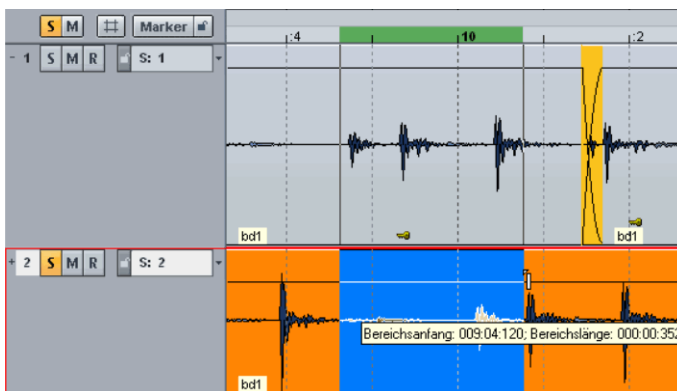 S M Marker
:4 10 :2
- 1 S M R S: 1
bd1 bd1
+ 2 S M R S: 2
Bereichsanfang: 009:04:120; Bereichslänge: 000:00:352
bd1